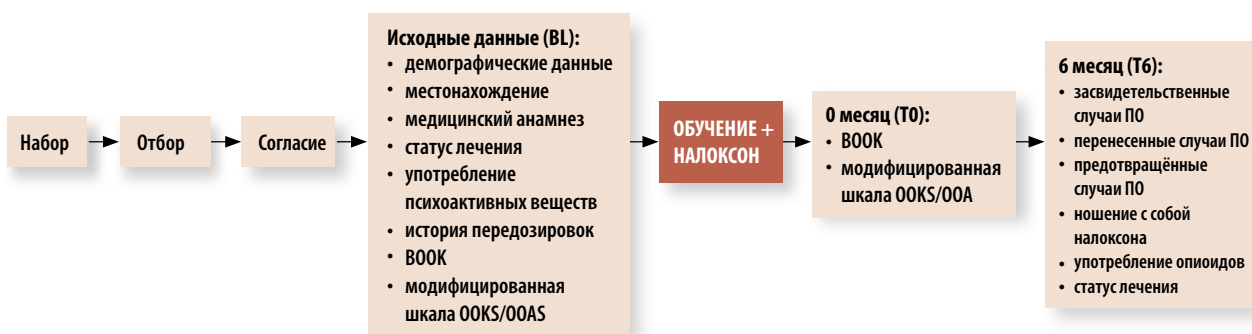 Набор
Отбор
Согласие
Исходные данные (BL):
• демографические данные
• местонахождение
• медицинский анамнез
• статус лечения
• употребление
психоактивных веществ
• история передозировок
• BOOK
• модифицированная
шкала OOKS/OOAS
ОБУЧЕНИЕ +
НАЛОКСОН
0 месяц (T0):
• BOOK
• модифицированная
шкала OOKS/OOA
6 месяц (T6):
• засвидетельственные
случаи ПО
• перенесенные случаи ПО
• предотвращённые
случаи ПО
• ношение с собой
налоксона
• употребление опиоидов
• статус лечения